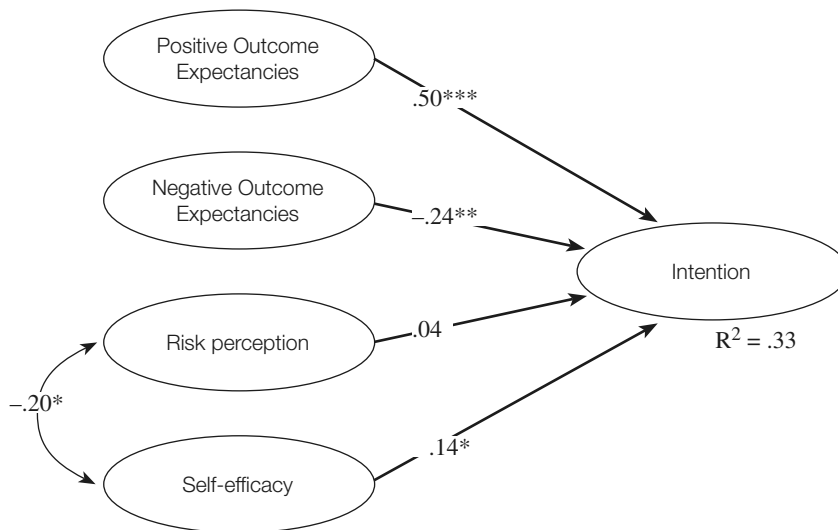 Positive Outcome
Expectancies
.50***
Negative Outcome
Expectancies
–.24**
Intention
Risk perception
.04
R² = .33
–.20*
.14*
Self-efficacy